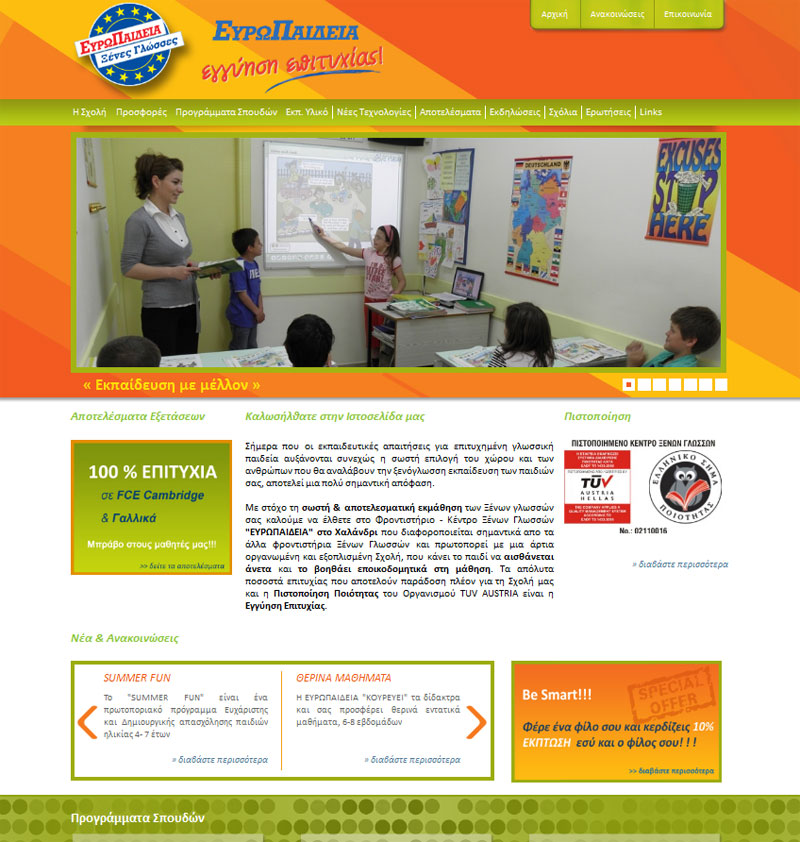 Αρχική
Ανακοινώσεις
Επικοινωνία
ΕυρωΠαιδεια
Ξένες Γλώσσες
ΕυρωΠαιδεια
εγγύηση επιτυχίας!
Η Σχολή
Προσφορές
Προγράμματα Σπουδών
Εκπ. Υλικό
Νέες Τεχνολογίες
Αποτελέσματα
Εκδηλώσεις
Σχόλια
Ερωτήσεις
Links
DEUTSCHLAND
EXCUSES
STOP
HERE
« Εκπαίδευση με μέλλον »
Αποτελέσματα Εξετάσεων
100 % ΕΠΙΤΥΧΙΑ
σε FCE Cambridge
& Γαλλικά
Μπράβο στους μαθητές μας!!!
>> δείτε τα αποτελέσματα
Καλωσήλθατε στην Ιστοσελίδα μας
Σήμερα που οι εκπαιδευτικές απαιτήσεις για επιτυχημένη γλωσσική
παιδεία αυξάνονται συνεχώς η σωστή επιλογή του χώρου και των
ανθρώπων που θα αναλάβουν την ξενόγλωσση εκπαίδευση των παιδιών
σας, αποτελεί μια πολύ σημαντική απόφαση.
Με στόχο τη σωστή & αποτελεσματική εκμάθηση των Ξένων γλωσσών
σας καλούμε να έλθετε στο Φροντιστήριο - Κέντρο Ξένων Γλωσσών
"ΕΥΡΩΠΑΙΔΕΙΑ" στο Χαλάνδρι που διαφοροποιείται σημαντικά απο τα
άλλα φροντιστήρια Ξένων Γλωσσών και πρωτοπορεί με μια άρτια
οργανωμένη και εξοπλισμένη Σχολή, που κάνει το παιδί να αισθάνεται
άνετα και το βοηθάει εποικοδομητικά στη μάθηση. Τα απόλυτα
ποσοστά επιτυχίας που αποτελούν παράδοση πλέον για τη Σχολή μας
και η Πιστοποίηση Ποιότητας του Οργανισμού TUV AUSTRIA είναι η
Εγγύηση Επιτυχίας.
Πιστοποίηση
ΠΙΣΤΟΠΟΙΗΜΕΝΟ ΚΕΝΤΡΟ ΞΕΝΩΝ ΓΛΩΣΣΩΝ
TÜV
AUSTRIA
HELLAS
ΕΛΛΗΝΙΚΟ ΣΗΜΑ
ΠΟΙΟΤΗΤΑΣ
No.: 02110016
» διαβάστε περισσότερα
Νέα & Ανακοινώσεις
SUMMER FUN
Το "SUMMER FUN" είναι ένα
πρωτοποριακό πρόγραμμα Ευχάριστης
και Δημιουργικής απασχόλησης παιδιών
ηλικίας 4- 7 έτων
» διαβάστε περισσότερα
ΘΕΡΙΝΑ ΜΑΘΗΜΑΤΑ
Η ΕΥΡΩΠΑΙΔΕΙΑ "ΚΟΥΡΕΥΕΙ" τα δίδακτρα
και σας προσφέρει θερινά εντατικά
μαθήματα, 6-8 εβδομάδων
» διαβάστε περισσότερα
Be Smart!!!
SPECIAL
OFFER
Φέρε ένα φίλο σου και κερδίζεις 10%
ΕΚΠΤΩΣΗ εσύ και ο φίλος σου! ! !
>> διαβάστε περισσότερα
Προγράμματα Σπουδών